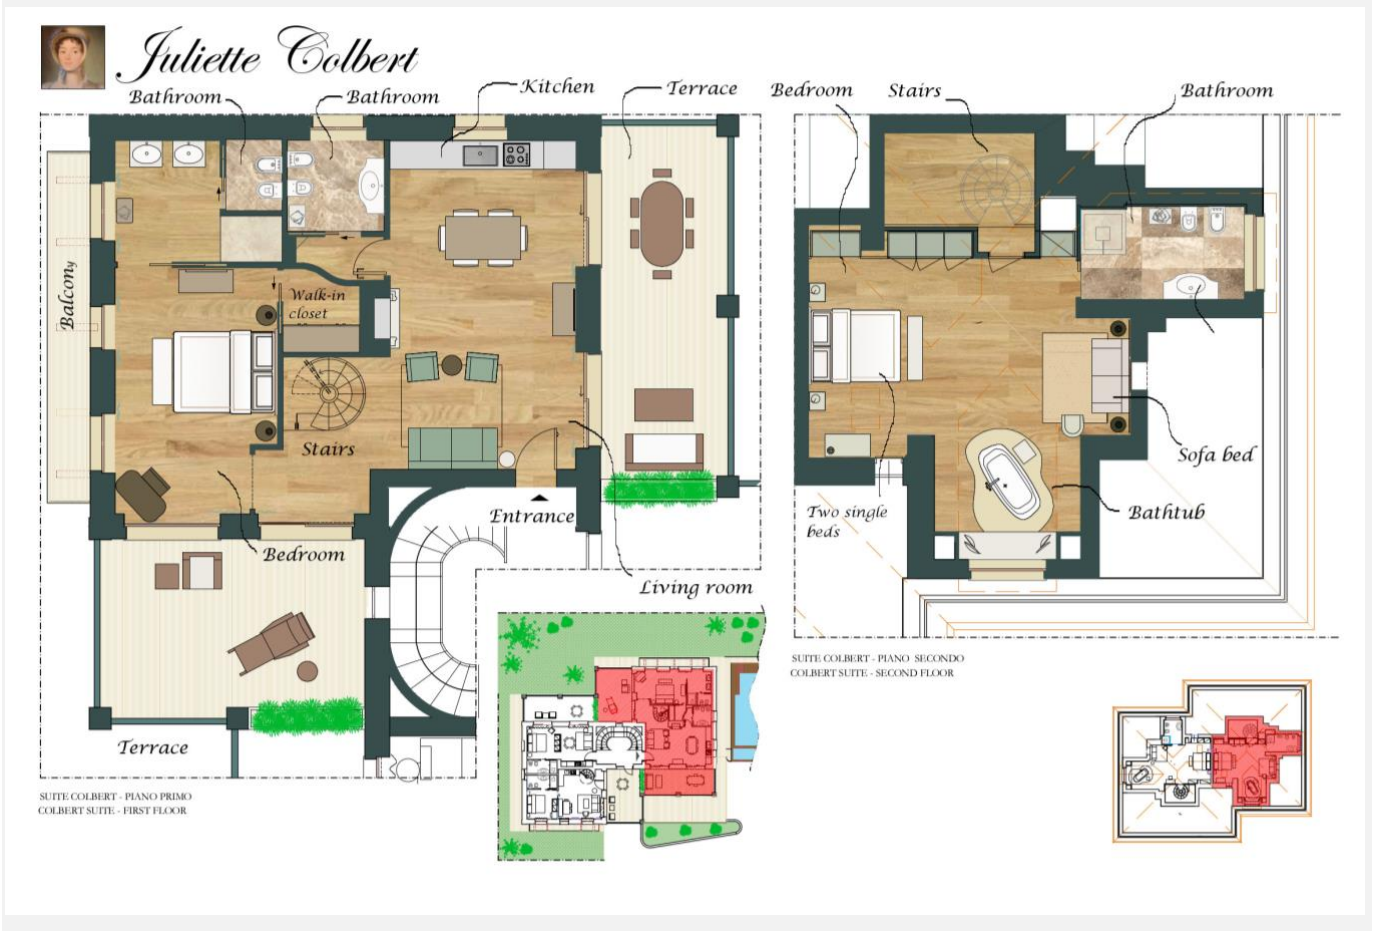 Juliette Colbert
Bathroom
Bathroom
Kitchen
Terrace
Balcony
Walk-in
closet
Stairs
Entrance
Bedroom
Living room
Terrace
SUITE COLBERT - PIANO PRIMO
COLBERT SUITE - FIRST FLOOR
Bedroom
Stairs
Bathroom
Sofa bed
Two single
beds
Bathtub
SUITE COLBERT - PIANO SECONDO
COLBERT SUITE - SECOND FLOOR